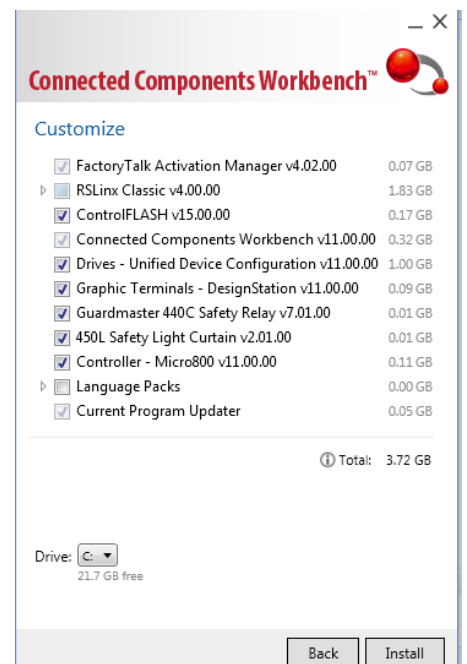 Connected Components Workbench™
Customize
FactoryTalk Activation Manager v4.02.00 0.07 GB
RSLinx Classic v4.00.00 1.83 GB
ControlFLASH v15.00.00 0.17 GB
Connected Components Workbench v11.00.00 0.32 GB
Drives - Unified Device Configuration v11.00.00 1.00 GB
Graphic Terminals - DesignStation v11.00.00 0.09 GB
Guardmaster 440C Safety Relay v7.01.00 0.01 GB
450L Safety Light Curtain v2.01.00 0.01 GB
Controller - Micro800 v11.00.00 0.11 GB
Language Packs 0.00 GB
Current Program Updater 0.05 GB
Total: 3.72 GB
Drive: C:
21.7 GB free
Back Install